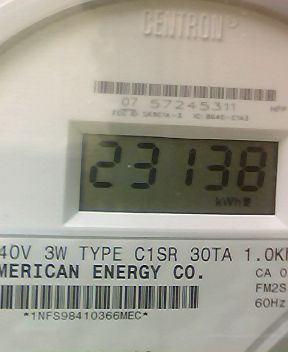 CENTRON®
07 57245311
23138
kWh
40V 3W TYPE C1SR 30TA 1.0K
MERICAN ENERGY CO.
CA 0
FM2S
60Hz
*1NFS98410366MEC*